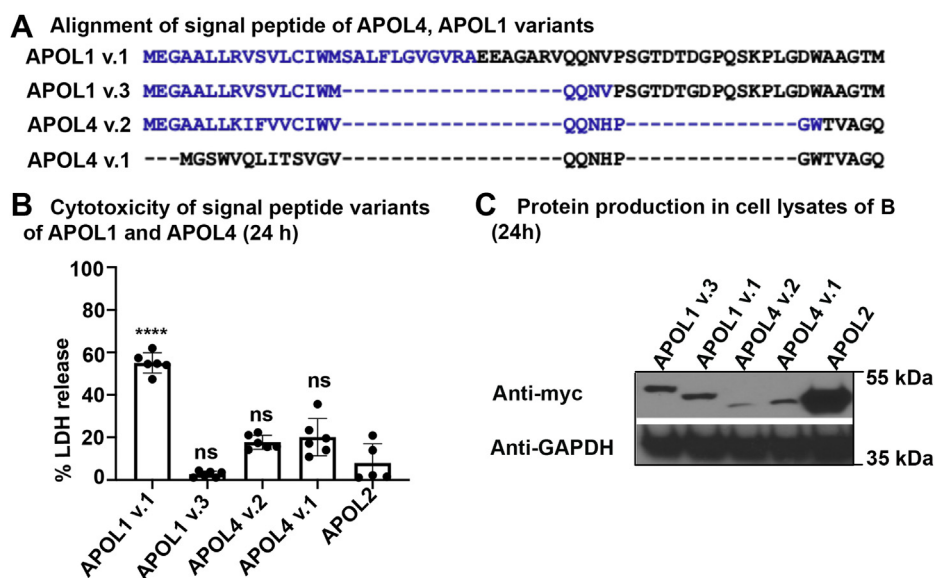 A Alignment of signal peptide of APOL4, APOL1 variants
APOL1 v.1 MEGAALLRVSVLCIWMSALFLGVGVRAEEAGARVQQNVPSGTDTGDPQSKPLGDWAAGTM
APOL1 v.3 MEGAALLRVSVLCIWM------------------QQNVPSGTDTGDPQSKPLGDWAAGTM
APOL4 v.2 MEGAALLKIFVVCIWV------------------QQNHP--------------GWTVAGQ
APOL4 v.1 ---MGSWVQLITSVGV------------------QQNHP--------------GWTVAGQ
B Cytotoxicity of signal peptide variants
of APOL1 and APOL4 (24 h)
% LDH release
100
80
60
40
20
0
****
ns
ns
ns
APOL1 v.1
APOL1 v.3
APOL4 v.2
APOL4 v.1
APOL2
C Protein production in cell lysates of B
(24h)
APOL1 v.3
APOL1 v.1
APOL4 v.2
APOL4 v.1
APOL2
Anti-myc
55 kDa
Anti-GAPDH
35 kDa